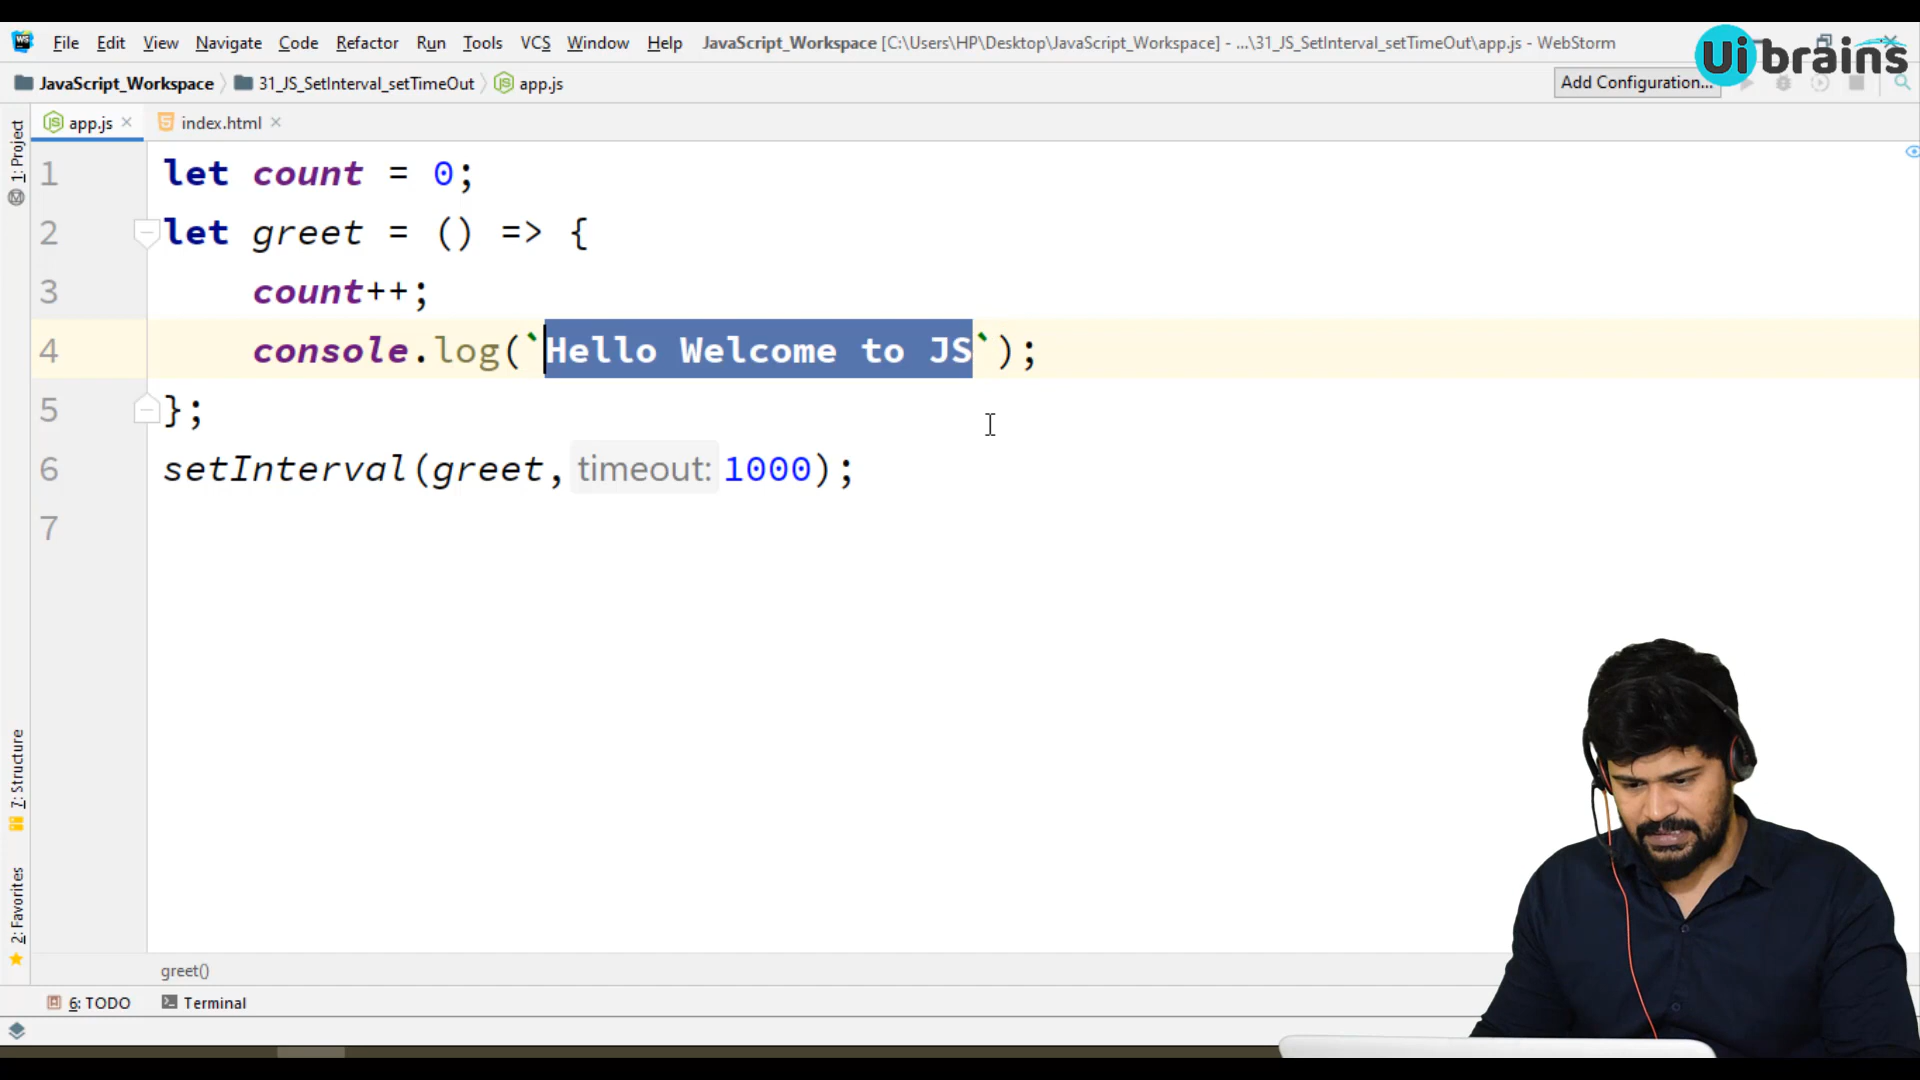 File Edit View Navigate Code Refactor Run Tools VCS Window Help JavaScript_Workspace [C:\Users\HP\Desktop\JavaScript_Workspace] - ...\31_JS_SetInterval_setTimeOut\app.js - WebStorm
Ui brains
JavaScript_Workspace 31_JS_SetInterval_setTimeOut app.js Add Configuration...
app.js index.html
1: Project
1 let count = 0;
2 let greet = () => {
3 count++;
4 console.log(`Hello Welcome to JS`);
5 };
6 setInterval(greet, timeout: 1000);
7
7: Structure
2: Favorites
greet()
6: TODO Terminal